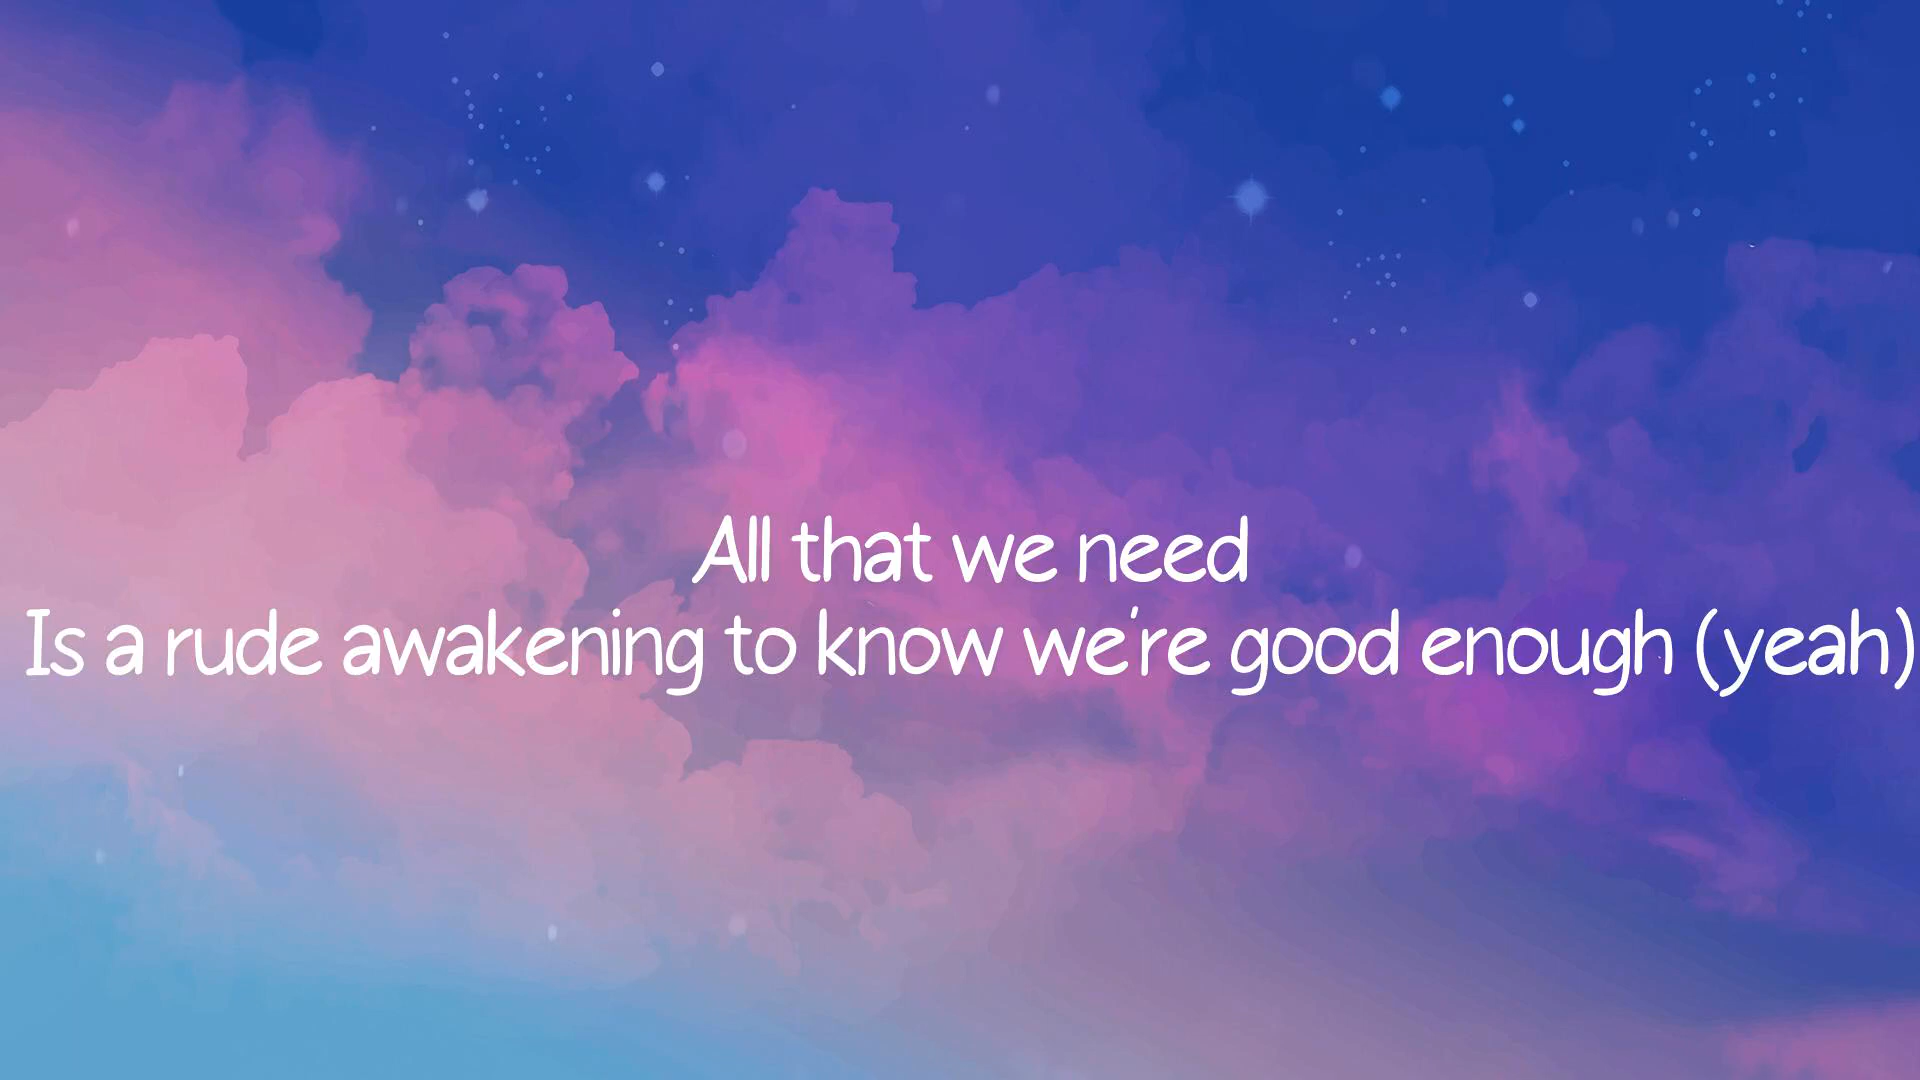 All that we need
Is a rude awakening to know we're good enough (yeah)